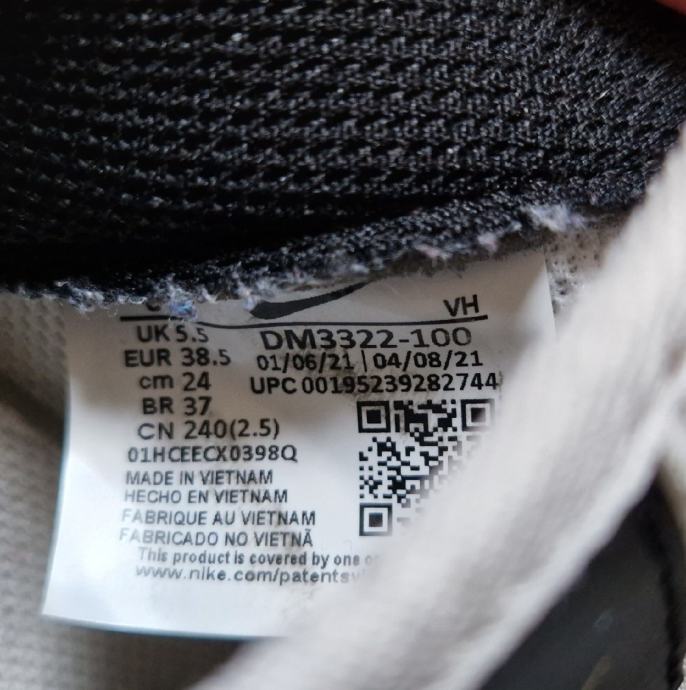 VH
UK 5.5
DM3322-100
EUR 38.5
01/06/21 | 04/08/21
cm 24
UPC 00195239282744
BR 37
CN 240(2.5)
01HCEECX0398Q
MADE IN VIETNAM
HECHO EN VIETNAM
FABRIQUE AU VIETNAM
FABRICADO NO VIETNÃ
This product is covered by one
www.nike.com/patents